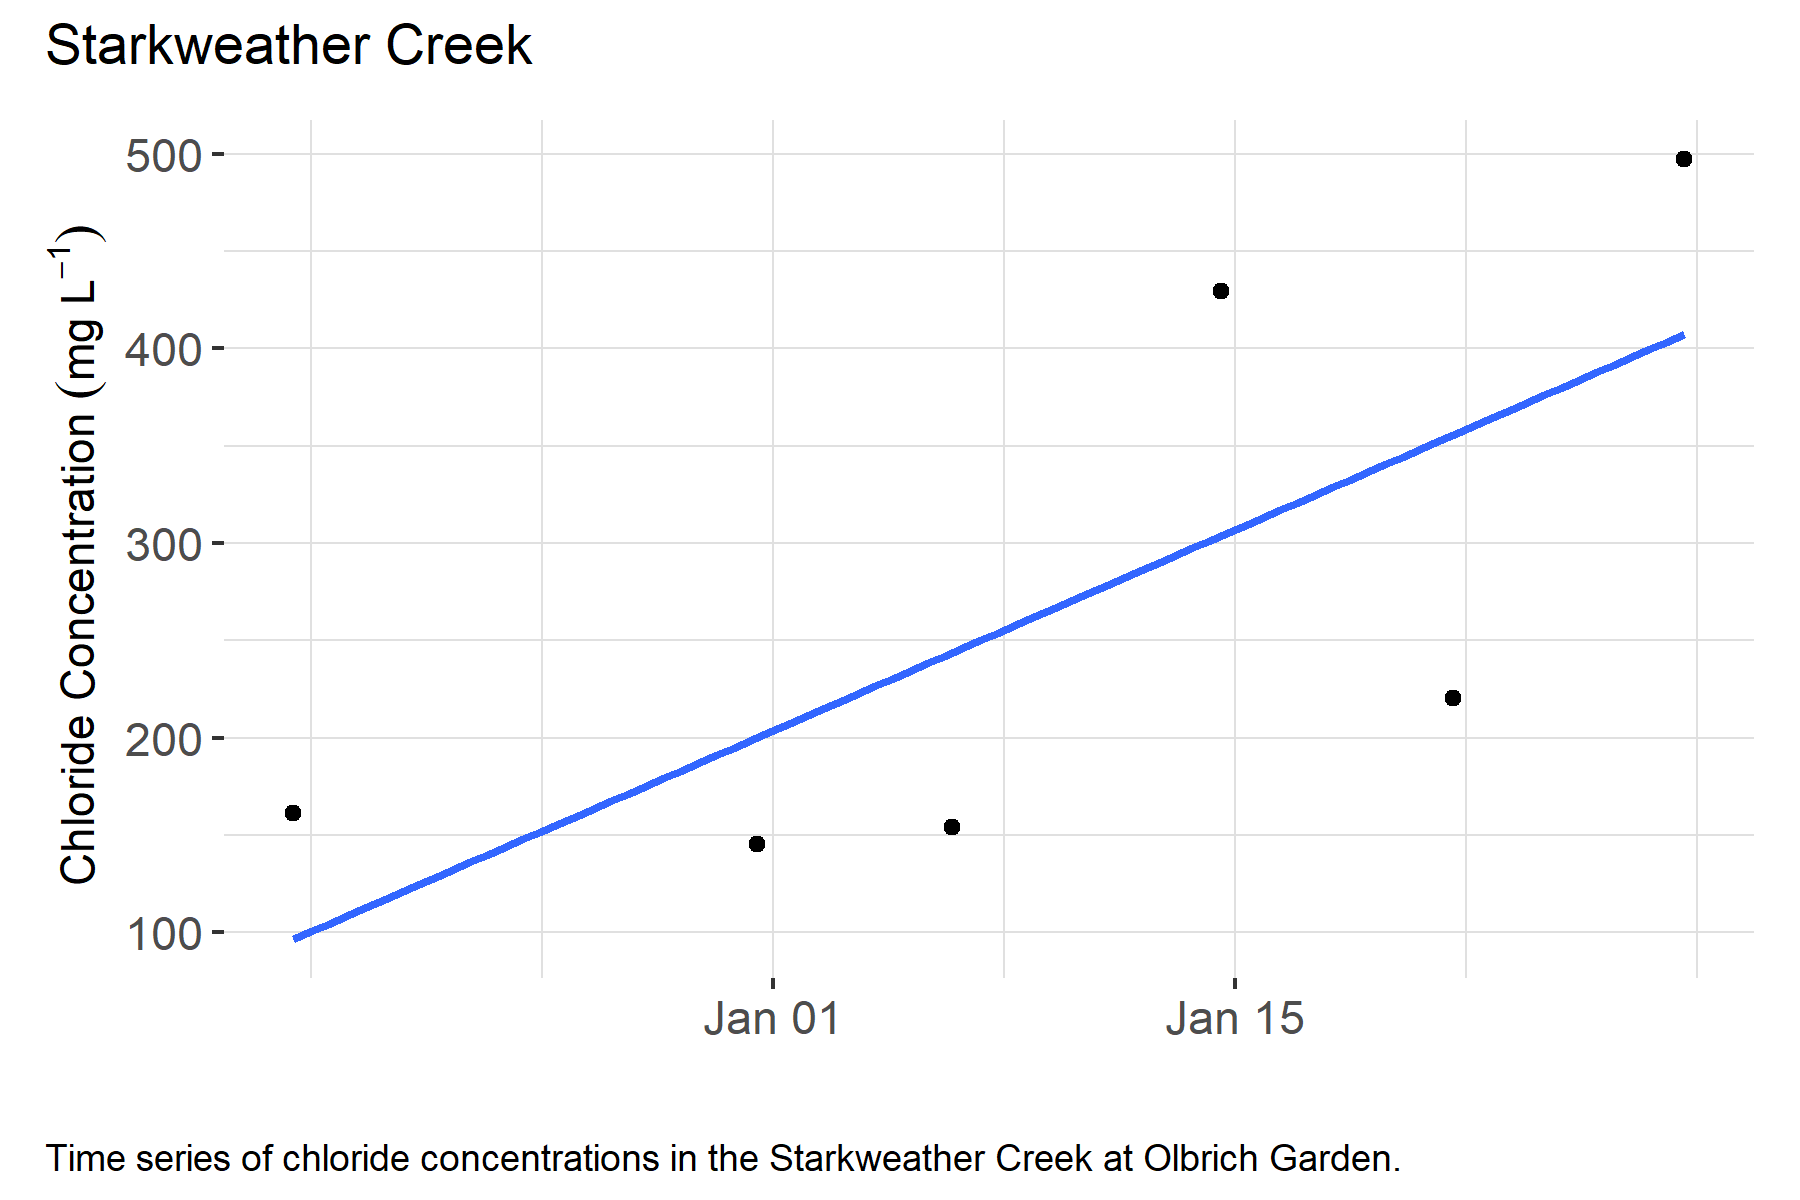 Starkweather Creek
Chloride Concentration (mg L⁻¹)
500
400
300
200
100
Jan 01
Jan 15
Time series of chloride concentrations in the Starkweather Creek at Olbrich Garden.